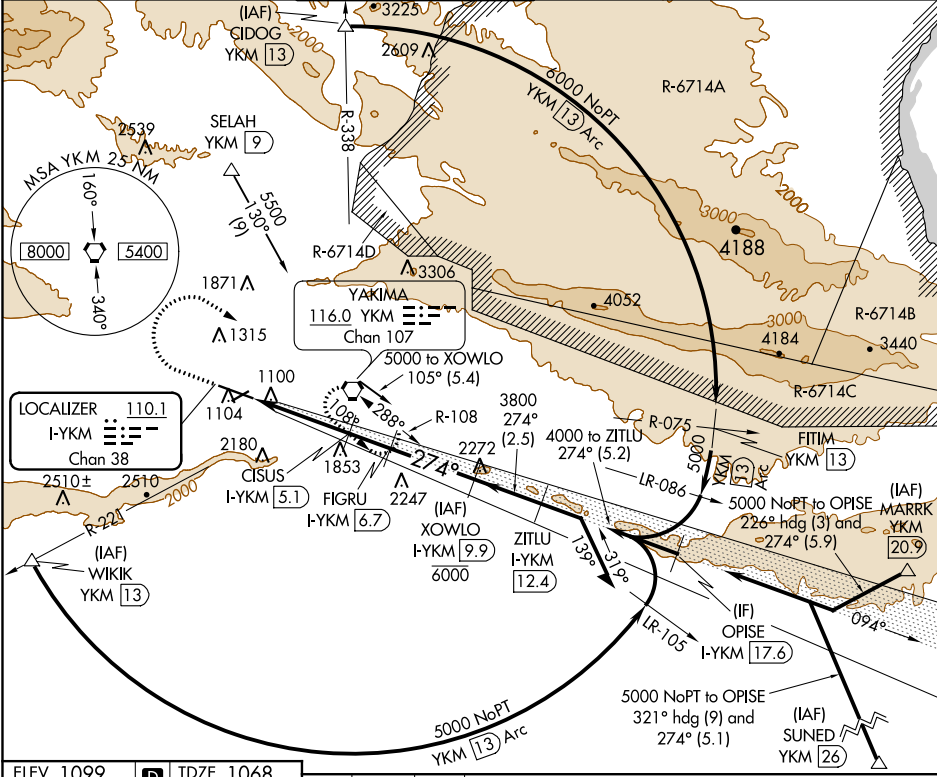 (IAF)
CIDOG
YKM 13
3225
2000
2609
6000 NoPT
YKM 13 Arc
R-6714A
R-338
2539
SELAH
YKM 9
MSA YKM 25 NM
160°
8000
5400
340°
5500
130°
(9)
R-6714D
3306
2000
3000
4188
1871
1315
YAKIMA
116.0 YKM
Chan 107
4052
3000
4184
R-6714B
3440
R-6714C
5000 to XOWLO
105° (5.4)
LOCALIZER 110.1
I-YKM
Chan 38
1104
1100
108°
288°
R-108
3800
274°
(2.5)
4000 to ZITLU
274° (5.2)
R-075
5000
YKM 13 Arc
FITIM
YKM 13
2180
CISUS
I-YKM 5.1
1853
274°
2272
LR-086
5000 NoPT to OPISE
226° hdg (3) and
274° (5.9)
(IAF)
MARRK
YKM
20.9
2510±
2510
2000
R-221
FIGRU
I-YKM 6.7
2247
(IAF)
XOWLO
I-YKM 9.9
6000
ZITLU
I-YKM
12.4
139°
319°
(IAF)
WIKIK
YKM 13
LR-105
(IF)
OPISE
I-YKM 17.6
094°
5000 NoPT to OPISE
321° hdg (9) and
274° (5.1)
(IAF)
SUNED
YKM 26
5000 NoPT
YKM 13 Arc
ELEV 1099
D
TDZE 1068